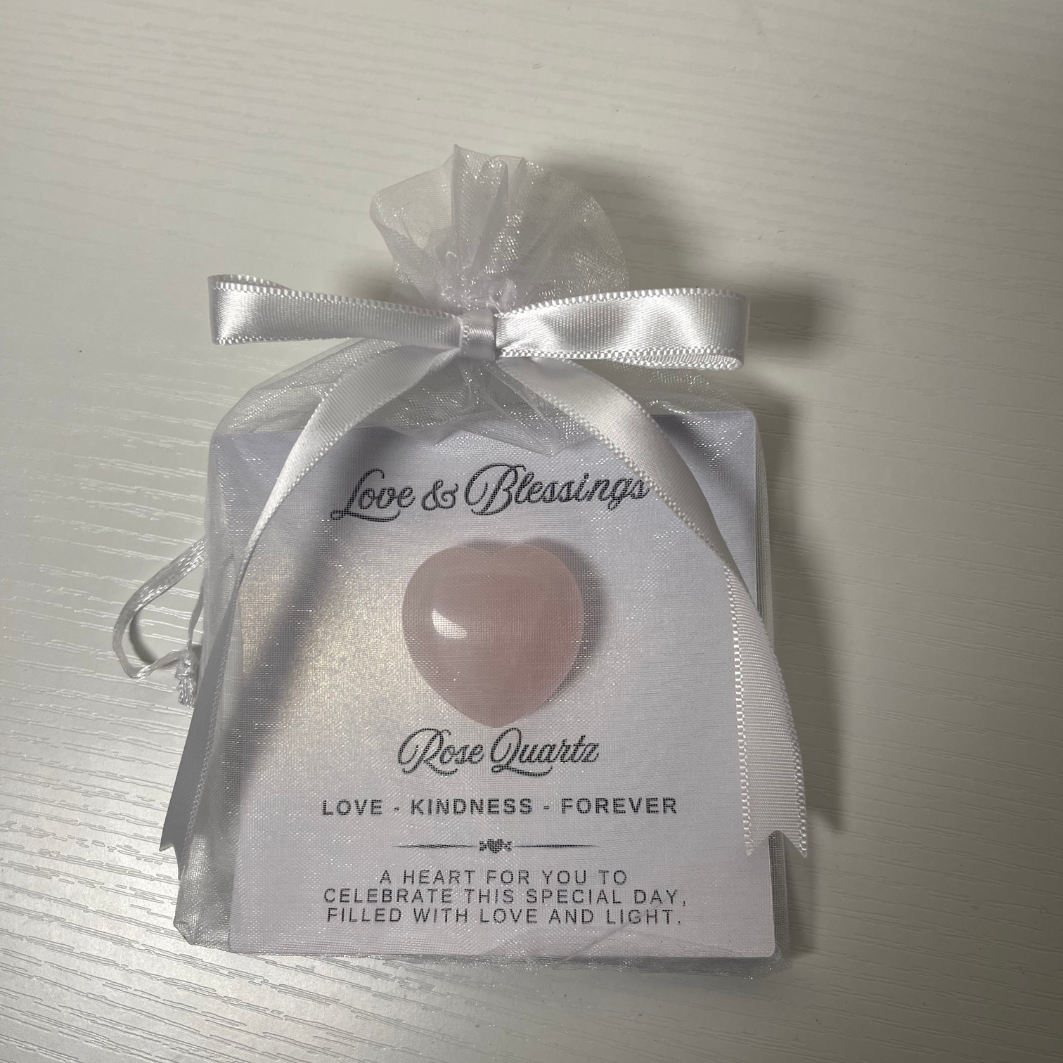 Love & Blessings
Rose Quartz
LOVE - KINDNESS - FOREVER
A HEART FOR YOU TO
CELEBRATE THIS SPECIAL DAY,
FILLED WITH LOVE AND LIGHT.